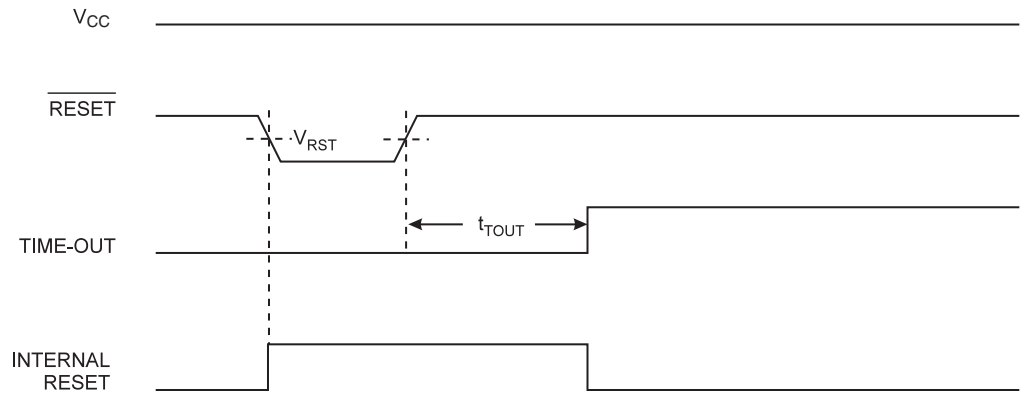 VCC
RESET
VRST
tTOUT
TIME-OUT
INTERNAL
RESET